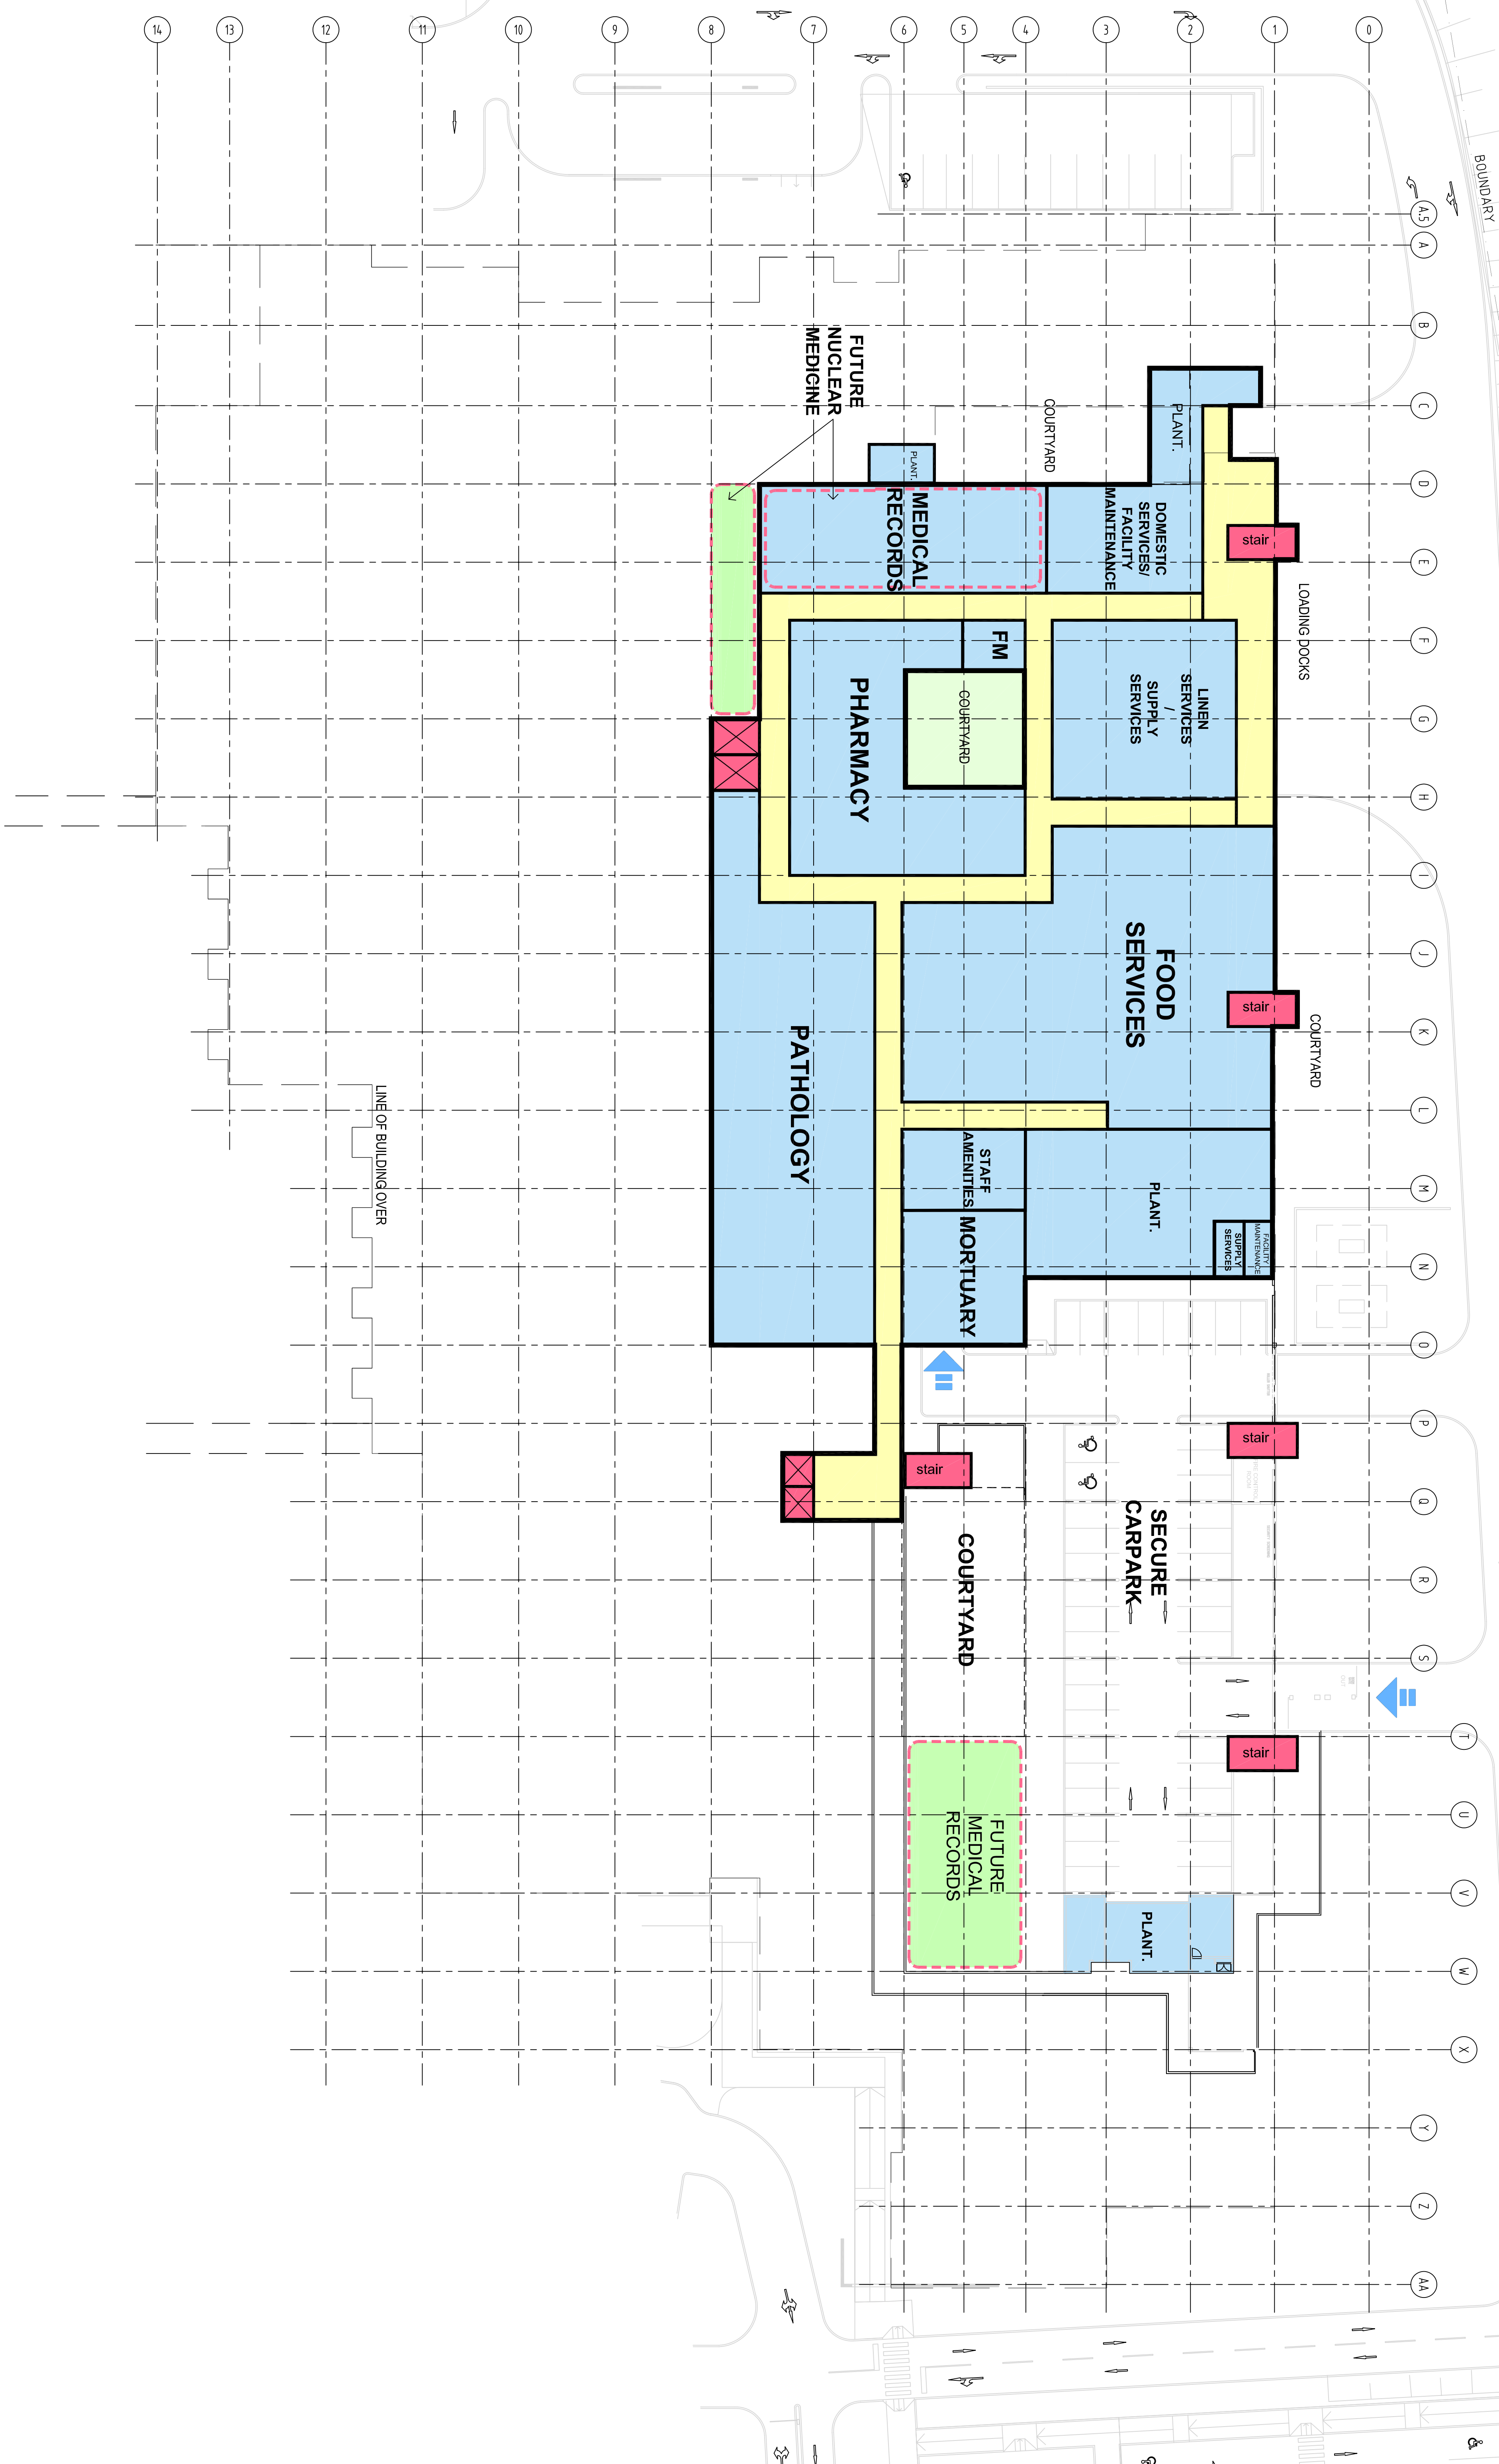 14
13
12
11
10
9
8
7
6
5
4
3
2
1
0
BOUNDARY
A.5
A
B
C
D
E
F
G
H
I
J
K
L
M
N
O
P
Q
R
S
T
U
V
W
X
Y
Z
AA
FUTURE
NUCLEAR
MEDICINE
COURTYARD
PLANT.
PLANT.
MEDICAL
RECORDS
DOMESTIC
SERVICES/
FACILITY
MAINTENANCE
stair
LOADING DOCKS
FM
LINEN
SERVICES
/
SUPPLY
SERVICES
PHARMACY
COURTYARD
FOOD
SERVICES
stair
COURTYARD
PATHOLOGY
LINE OF BUILDING OVER
STAFF
AMENITIES
MORTUARY
PLANT.
FACILITY
MAINTENANCE
SUPPLY
SERVICES
stair
stair
SECURE
CARPARK
COURTYARD
OUT
stair
FUTURE
MEDICAL
RECORDS
PLANT.